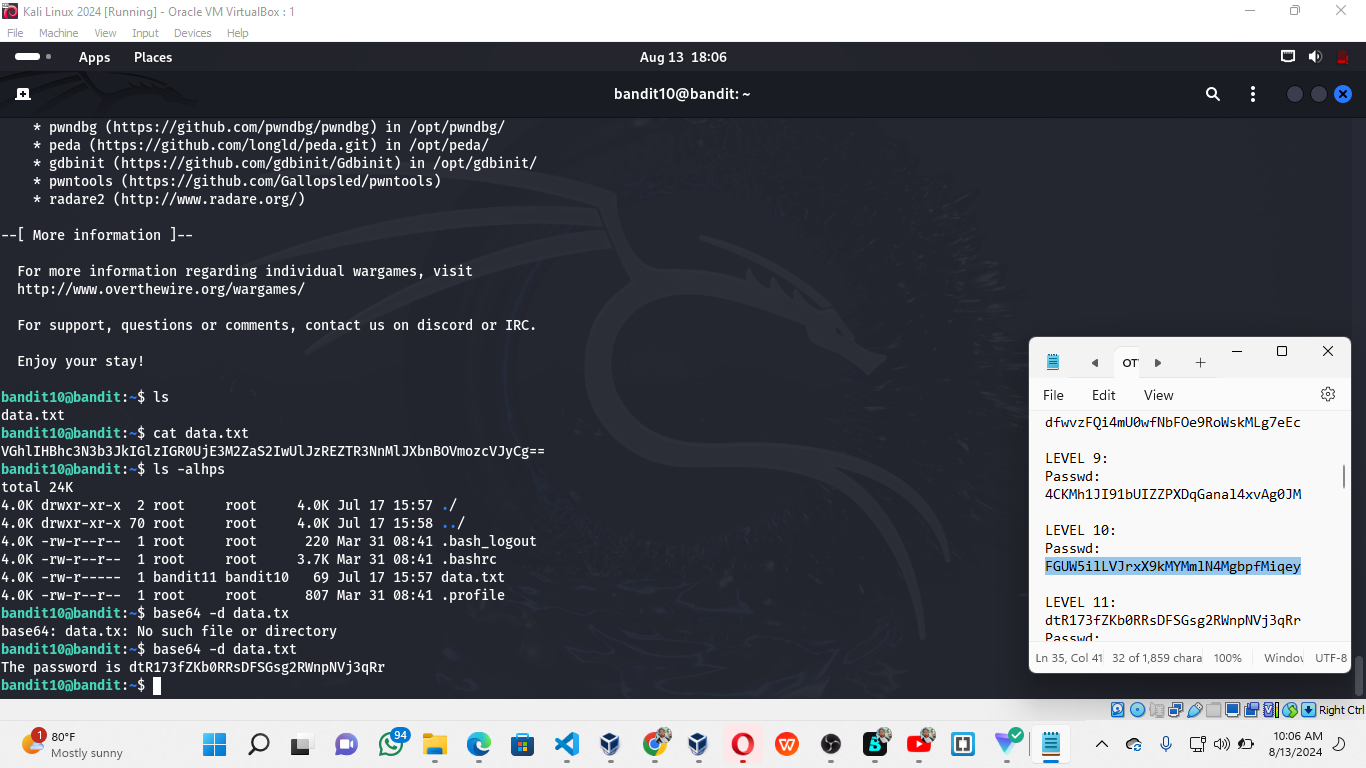 Kali Linux 2024 [Running] - Oracle VM VirtualBox : 1
File Machine View Input Devices Help
Apps Places Aug 13 18:06
bandit10@bandit: ~
* pwndbg (https://github.com/pwndbg/pwndbg) in /opt/pwndbg/
* peda (https://github.com/longld/peda.git) in /opt/peda/
* gdbinit (https://github.com/gdbinit/Gdbinit) in /opt/gdbinit/
* pwntools (https://github.com/Gallopsled/pwntools)
* radare2 (http://www.radare.org/)
--[ More information ]--
For more information regarding individual wargames, visit
http://www.overthewire.org/wargames/
For support, questions or comments, contact us on discord or IRC.
Enjoy your stay!
bandit10@bandit:~$ ls
data.txt
bandit10@bandit:~$ cat data.txt
VGhlIHBhc3N3b3JkIGlzIGR0UjE3M2ZaS2IwUlJzREZTR3NnMlJXbnBOVmozcVJyCg==
bandit10@bandit:~$ ls -alhps
total 24K
4.0K drwxr-xr-x 2 root root 4.0K Jul 17 15:57 ./
4.0K drwxr-xr-x 70 root root 4.0K Jul 17 15:58 ../
4.0K -rw-r--r-- 1 root root 220 Mar 31 08:41 .bash_logout
4.0K -rw-r--r-- 1 root root 3.7K Mar 31 08:41 .bashrc
4.0K -rw-r----- 1 bandit11 bandit10 69 Jul 17 15:57 data.txt
4.0K -rw-r--r-- 1 root root 807 Mar 31 08:41 .profile
bandit10@bandit:~$ base64 -d data.tx
base64: data.tx: No such file or directory
bandit10@bandit:~$ base64 -d data.txt
The password is dtR173fZKb0RRsDFSGsg2RWnpNVj3qRr
bandit10@bandit:~$
OT
File Edit View
dfwvzFQi4mU0wfNbFOe9RoWskMLg7eEc
LEVEL 9:
Passwd:
4CKMh1JI91bUIZZPXDqGanal4xvAg0JM
LEVEL 10:
Passwd:
FGUW5ilLVJrxX9kMYMmlN4MgbpfMiqey
LEVEL 11:
dtR173fZKb0RRsDFSGsg2RWnpNVj3qRr
Passwd:
Ln 35, Col 41 32 of 1,859 chara 100% Window UTF-8
Right Ctrl
1
80°F
Mostly sunny
94
10:06 AM
8/13/2024